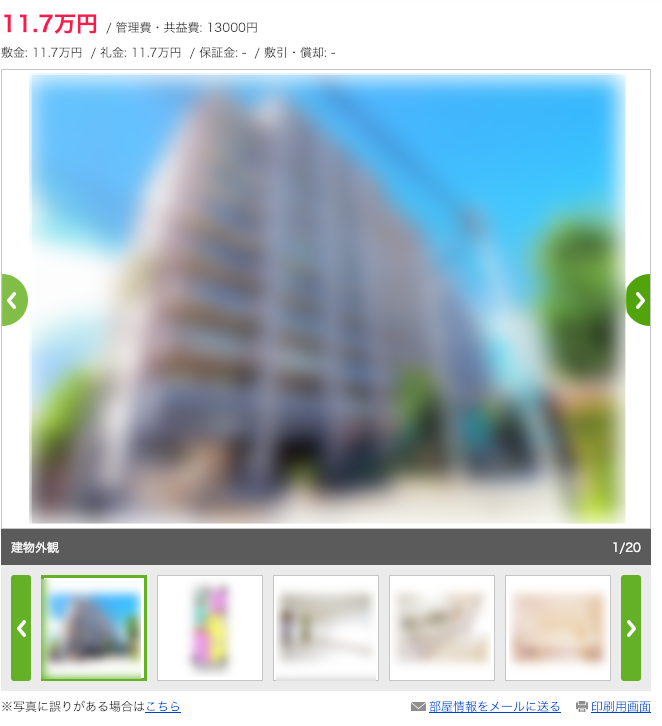 11.7万円 / 管理費・共益費: 13000円
敷金: 11.7万円 / 礼金: 11.7万円 / 保証金: - / 敷引・償却: -
建物外観 1/20
※写真に誤りがある場合はこちら 部屋情報をメールに送る 印刷用画面